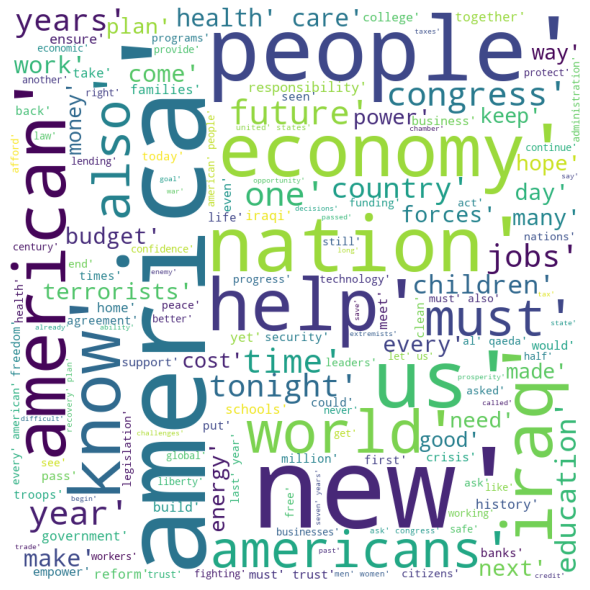 years'
plan'
health' care'
college'
together'
people'
way'
economic'
ensure'
programs'
provide'
taxes'
protect'
another'
work'
take'
come'
families'
responsibility'
seen'
congress'
back'
right'
money'
also'
future'
power'
business'
keep'
administration'
american'
america'
law'
afford'
lending'
today'
american' people
united' states'
chamber'
continue'
economy'
hope'
goal'
war'
even'
opportunity'
one'
country'
day'
say'
decisions'
passed'
funding'
act'
life'
iraqi'
forces'
many'
budget'
century'
confidence'
nation'
still'
long'
nations'
jobs'
end'
times'
progress'
technology'
must' also'
tax'
health'
terrorists'
home'
peace'
better'
enemy'
help'
save'
meet'
clean'
children'
must'
state'
already'
ability'
agreement'
freedom'
know'
support'
cost'
yet'
security'
extremists'
every'
al' qaeda'
would'
recovery' plan'
time'
leaders'
let' us'
half'
every' american'
us'
prosperity'
made'
iraq'
tonight'
could'
never'
asked'
called'
difficult'
challenges'
schools'
put'
get'
world'
need'
education'
see'
pass'
legislation'
global'
million'
first'
good'
crisis'
troops'
liberty'
energy'
last' year'
new'
ask'
like'
begin'
year'
build'
free'
seven' years'
history'
working'
government'
businesses'
ask' congress'
safe'
trade'
make'
workers'
americans'
past'
banks'
next'
empower'
reform'
trust'
fighting'
must'
trust'
men' women'
citizens'
credit'